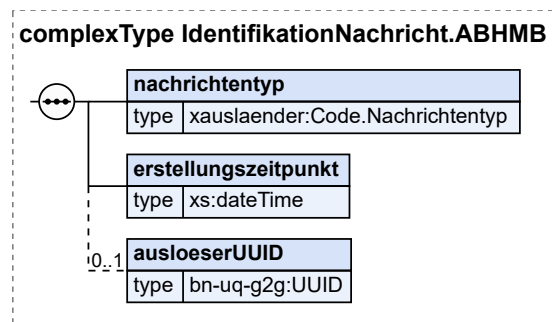 complexType IdentifikationNachricht.ABHMB
nachrichtentyp
type xauslaender:Code.Nachrichtentyp
erstellungszeitpunkt
type xs:dateTime
0..1
ausloeserUUID
type bn-uq-g2g:UUID